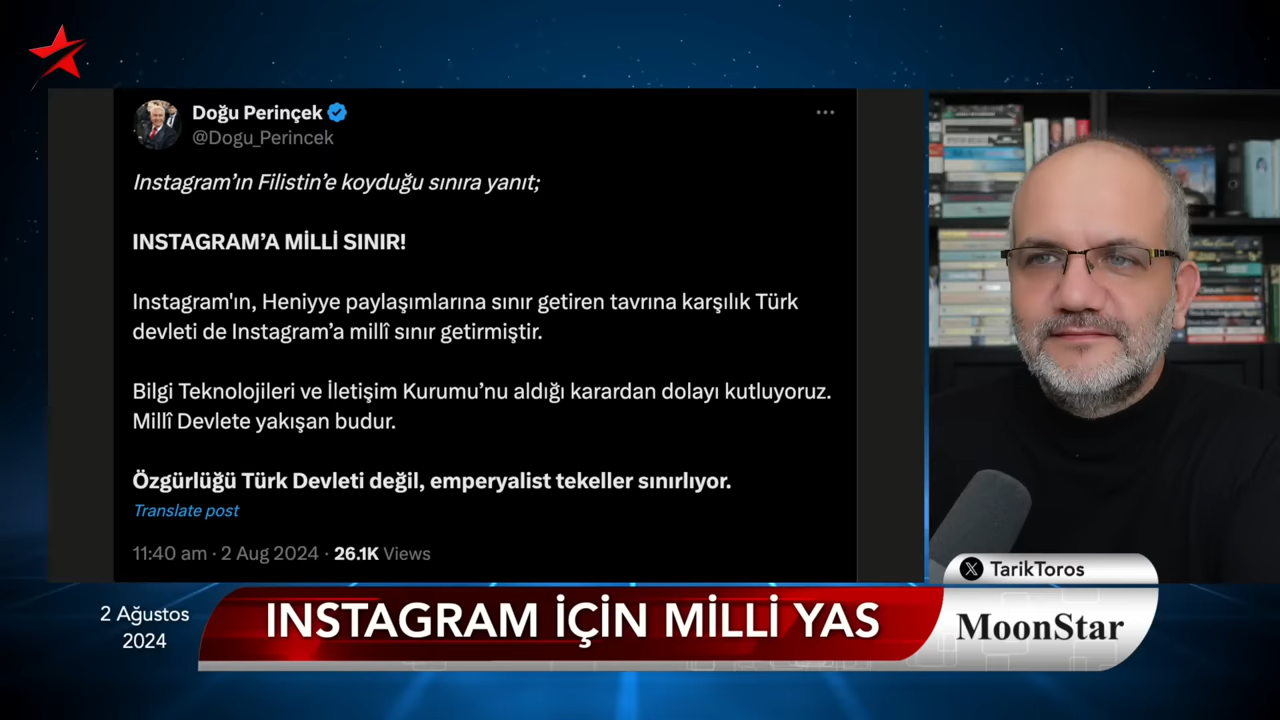 Doğu Perinçek
@Dogu_Perincek
Instagram’ın Filistin’e koyduğu sınıra yanıt;
INSTAGRAM’A MİLLİ SINIR!
Instagram'ın, Heniyye paylaşımlarına sınır getiren tavrına karşılık Türk
devleti de Instagram’a millî sınır getirmiştir.
Bilgi Teknolojileri ve İletişim Kurumu’nu aldığı karardan dolayı kutluyoruz.
Millî Devlete yakışan budur.
Özgürlüğü Türk Devleti değil, emperyalist tekeller sınırlıyor.
Translate post
11:40 am · 2 Aug 2024 · 26.1K Views
X TarikToros
2 Ağustos
2024
INSTAGRAM İÇİN MİLLİ YAS
MoonStar